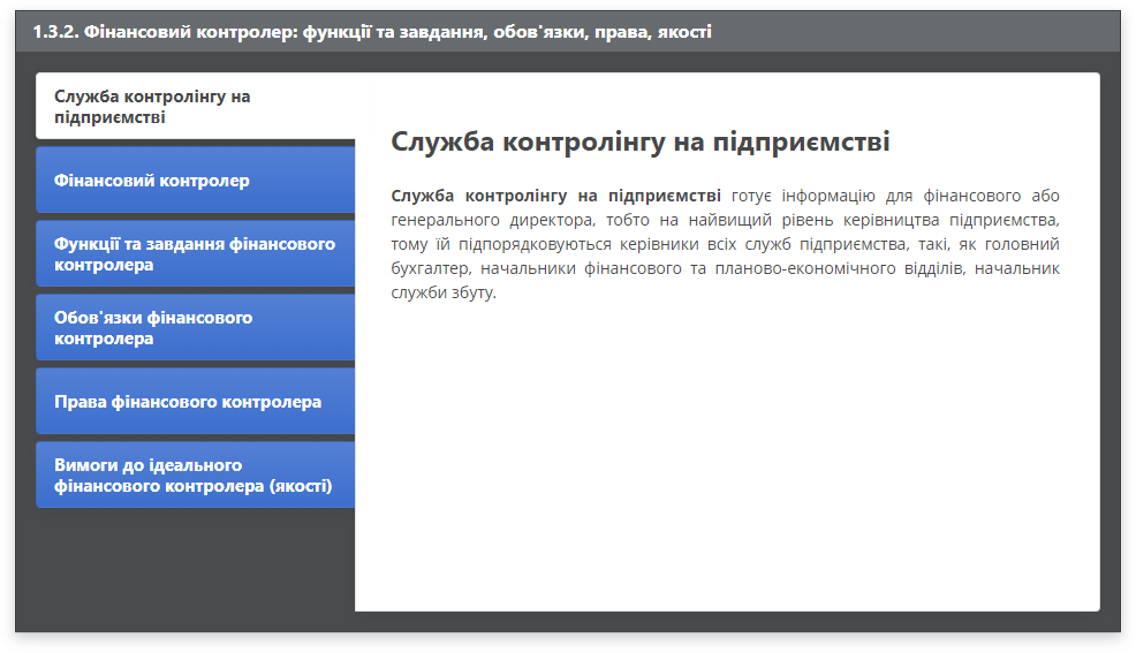 1.3.2. Фінансовий контролер: функції та завдання, обов'язки, права, якості
Служба контролінгу на
підприємстві
Фінансовий контролер
Функції та завдання фінансового
контролера
Обов'язки фінансового
контролера
Права фінансового контролера
Вимоги до ідеального
фінансового контролера (якості)
Служба контролінгу на підприємстві
Служба контролінгу на підприємстві готує інформацію для фінансового або
генерального директора, тобто на найвищий рівень керівництва підприємства,
тому їй підпорядковуються керівники всіх служб підприємства, такі, як головний
бухгалтер, начальники фінансового та планово-економічного відділів, начальник
служби збуту.